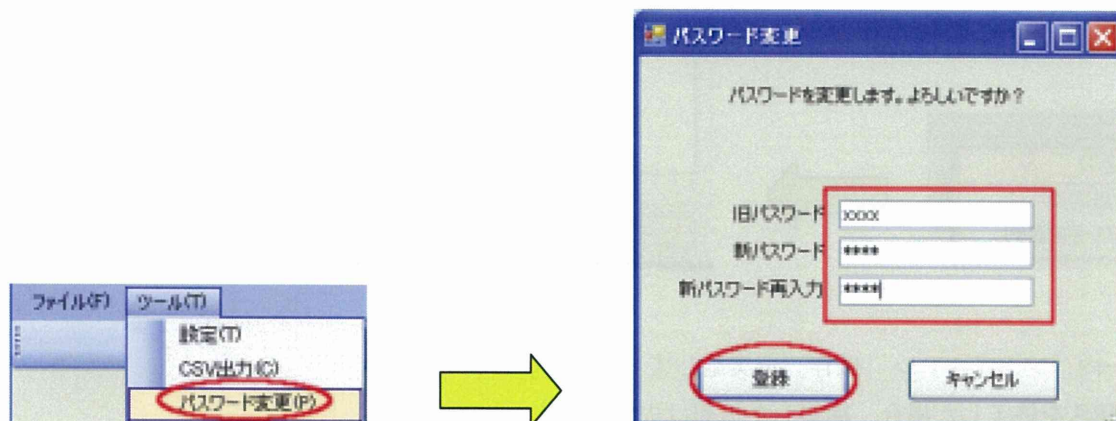 ファイル(F) ツール(T)
設定(T)
CSV出力(C)
パスワード変更(P)
パスワード変更
パスワードを変更します。よろしいですか?
旧パスワード xxxx
新パスワード ****
新パスワード再入力 ****
登録 キャンセル